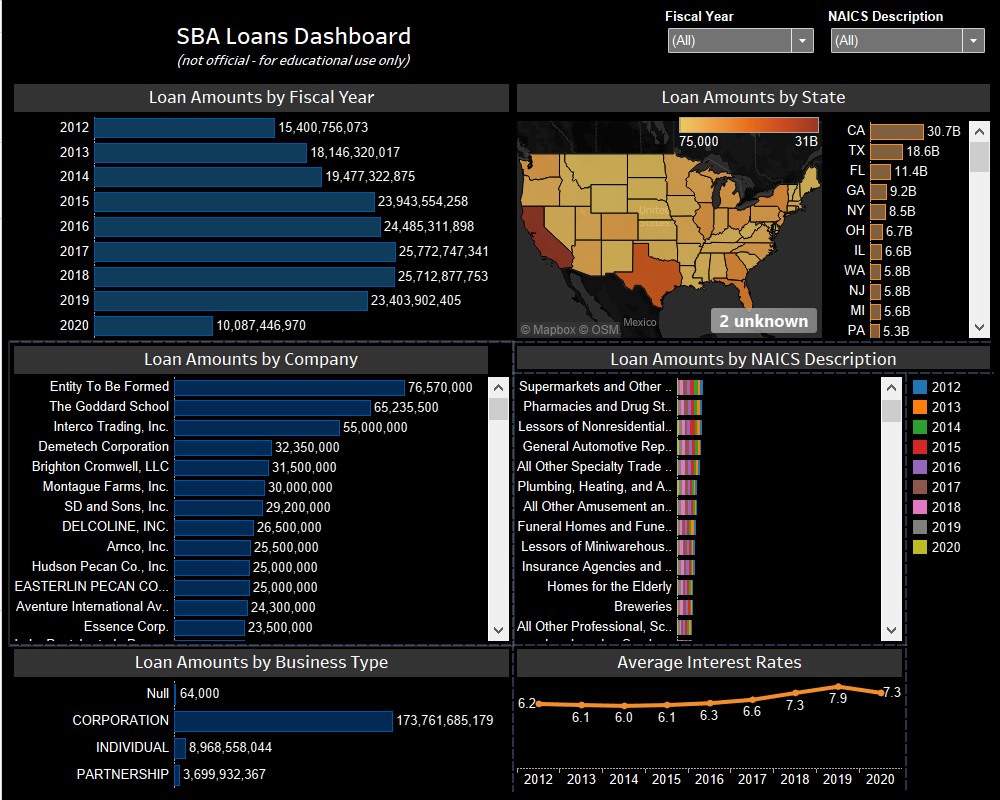 SBA Loans Dashboard
(not official - for educational use only)
Fiscal Year
(All)
NAICS Description
(All)
Loan Amounts by Fiscal Year
2012 15,400,756,073
2013 18,146,320,017
2014 19,477,322,875
2015 23,943,554,258
2016 24,485,311,898
2017 25,772,747,341
2018 25,712,877,753
2019 23,403,902,405
2020 10,087,446,970
Loan Amounts by State
75,000 31B
United
States
Mexico
© Mapbox © OSM
2 unknown
CA 30.7B
TX 18.6B
FL 11.4B
GA 9.2B
NY 8.5B
OH 6.7B
IL 6.6B
WA 5.8B
NJ 5.8B
MI 5.6B
PA 5.3B
Loan Amounts by Company
Entity To Be Formed 76,570,000
The Goddard School 65,235,500
Interco Trading, Inc. 55,000,000
Demetech Corporation 32,350,000
Brighton Cromwell, LLC 31,500,000
Montague Farms, Inc. 30,000,000
SD and Sons, Inc. 29,200,000
DELCOLINE, INC. 26,500,000
Arnco, Inc. 25,500,000
Hudson Pecan Co., Inc. 25,000,000
EASTERLIN PECAN CO... 25,000,000
Aventure International Av.. 24,300,000
Essence Corp. 23,500,000
Loan Amounts by NAICS Description
Supermarkets and Other ..
Pharmacies and Drug St..
Lessors of Nonresidential..
General Automotive Rep..
All Other Specialty Trade ..
Plumbing, Heating, and A..
All Other Amusement an..
Funeral Homes and Fune..
Lessors of Miniwarehous..
Insurance Agencies and ..
Homes for the Elderly
Breweries
All Other Professional, Sc..
2012
2013
2014
2015
2016
2017
2018
2019
2020
Loan Amounts by Business Type
Null 64,000
CORPORATION 173,761,685,179
INDIVIDUAL 8,968,558,044
PARTNERSHIP 3,699,932,367
Average Interest Rates
6.2 6.1 6.0 6.1 6.3 6.6 7.3 7.9 7.3
2012 2013 2014 2015 2016 2017 2018 2019 2020